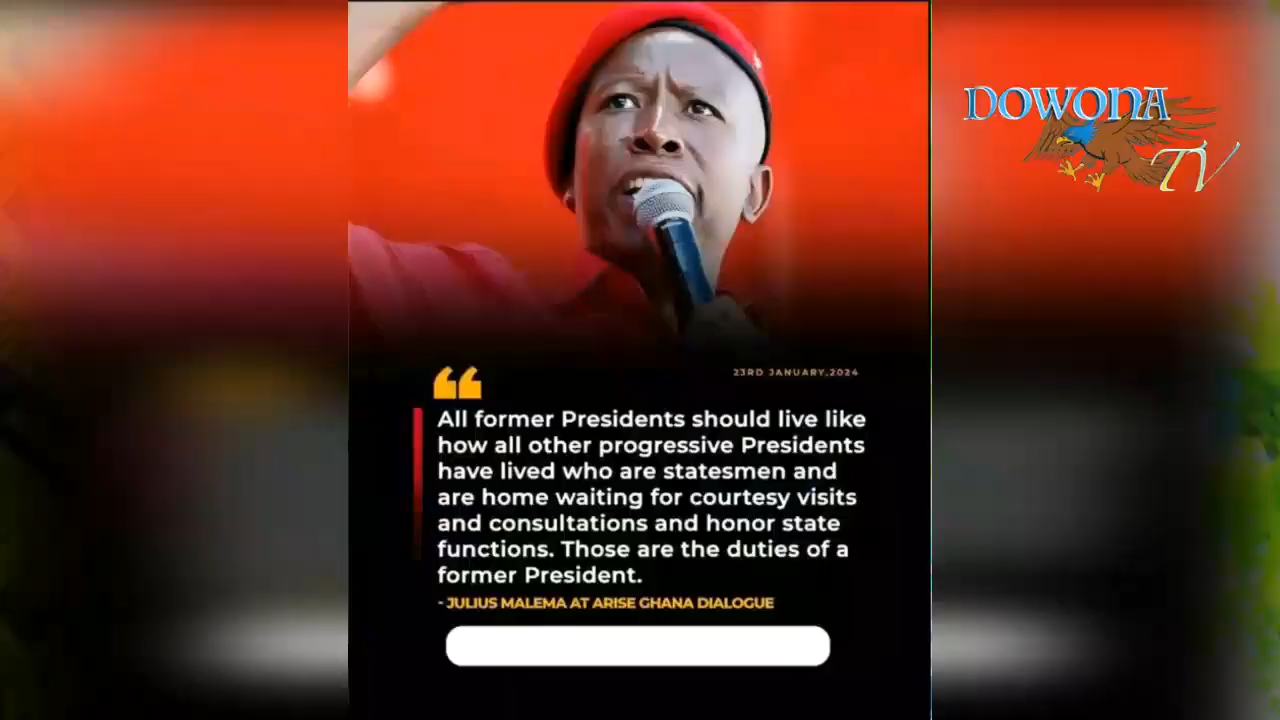 DOWONA
TV
23RD JANUARY,2024
All former Presidents should live like
how all other progressive Presidents
have lived who are statesmen and
are home waiting for courtesy visits
and consultations and honor state
functions. Those are the duties of a
former President.
- JULIUS MALEMA AT ARISE GHANA DIALOGUE